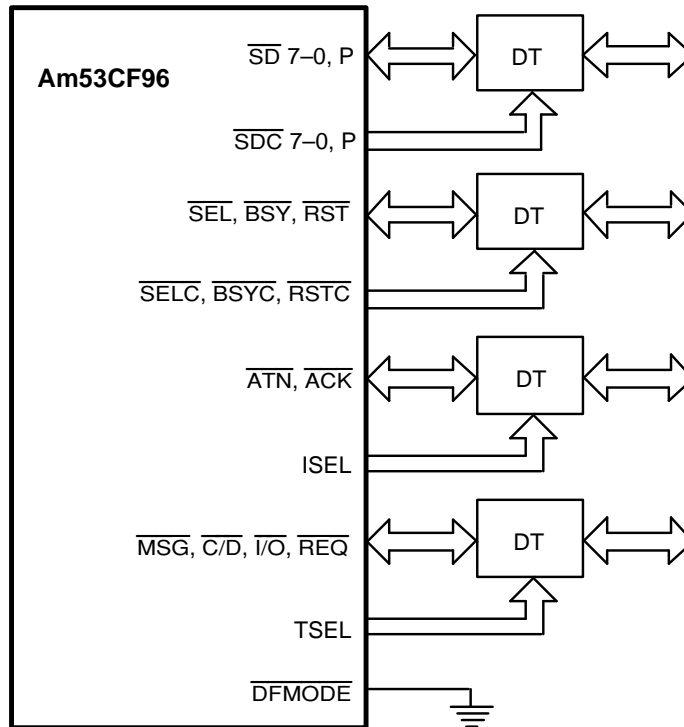 SD 7–0, P
DT
Am53CF96
SDC 7–0, P
SEL, BSY, RST
DT
SELC, BSYC, RSTC
ATN, ACK
DT
ISEL
MSG, C/D, I/O, REQ
DT
TSEL
DFMODE